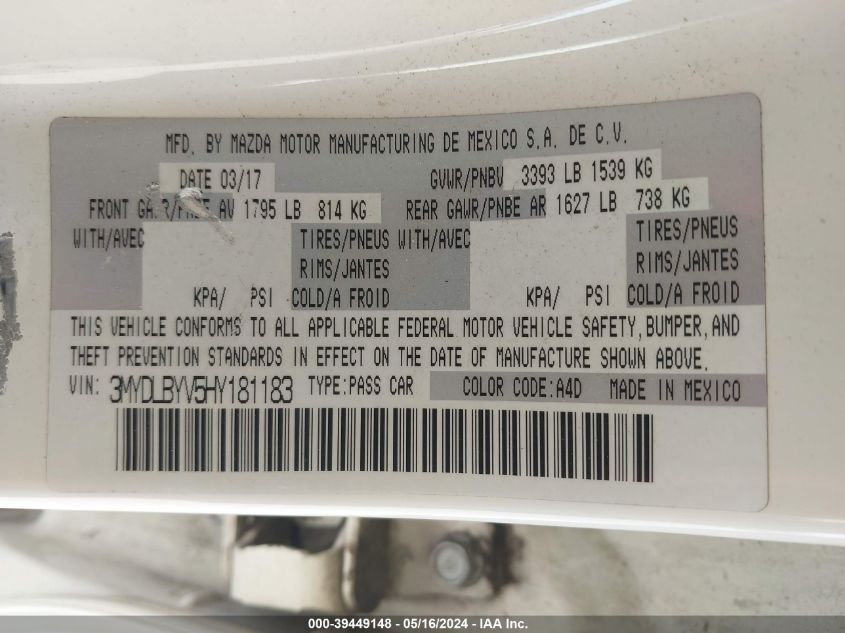 MFD. BY MAZDA MOTOR MANUFACTURING DE MEXICO S.A. DE C.V.
DATE 03/17 GVWR/PNBV 3393 LB 1539 KG
FRONT 1795 LB 814 KG REAR GAWR/PNBE AR 1627 LB 738 KG
WITH/AVEC TIRES/PNEUS WITH/AVEC TIRES/PNEUS
RIMS/JANTES RIMS/JANTES
KPA/ PSI COLD/A FROID KPA/ PSI COLD/A FROID
THIS VEHICLE CONFORMS TO ALL APPLICABLE FEDERAL MOTOR VEHICLE SAFETY, BUMPER, AND
THEFT PREVENTION STANDARDS IN EFFECT ON THE DATE OF MANUFACTURE SHOWN ABOVE.
VIN: 3MYDLBYV5HY181183 TYPE:PASS CAR COLOR CODE:A4D MADE IN MEXICO
000-39449148 - 05/16/2024 - IAA Inc.